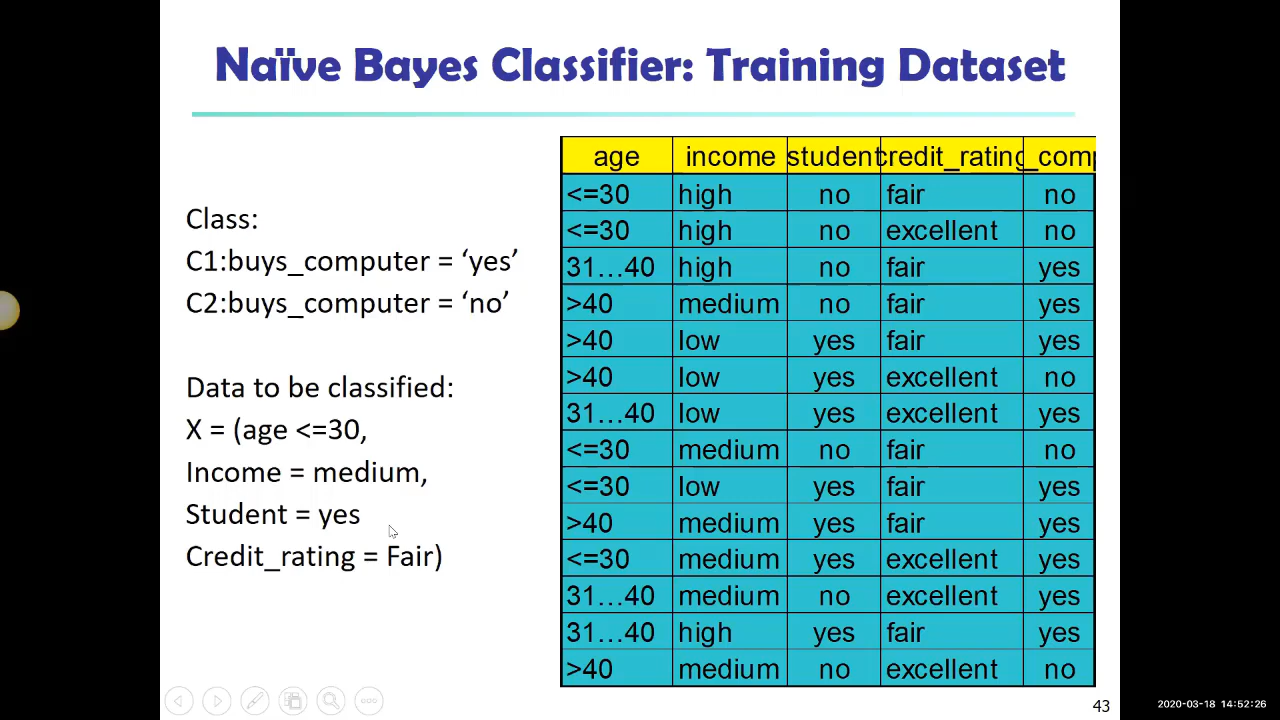 Naïve Bayes Classifier: Training Dataset
Class:
C1:buys_computer = ‘yes’
C2:buys_computer = ‘no’
Data to be classified:
X = (age <=30,
Income = medium,
Student = yes
Credit_rating = Fair)
age income student credit_rating _comp
<=30 high no fair no
<=30 high no excellent no
31…40 high no fair yes
>40 medium no fair yes
>40 low yes fair yes
>40 low yes excellent no
31…40 low yes excellent yes
<=30 medium no fair no
<=30 low yes fair yes
>40 medium yes fair yes
<=30 medium yes excellent yes
31…40 medium no excellent yes
31…40 high yes fair yes
>40 medium no excellent no
43
2020-03-18 14:52:26